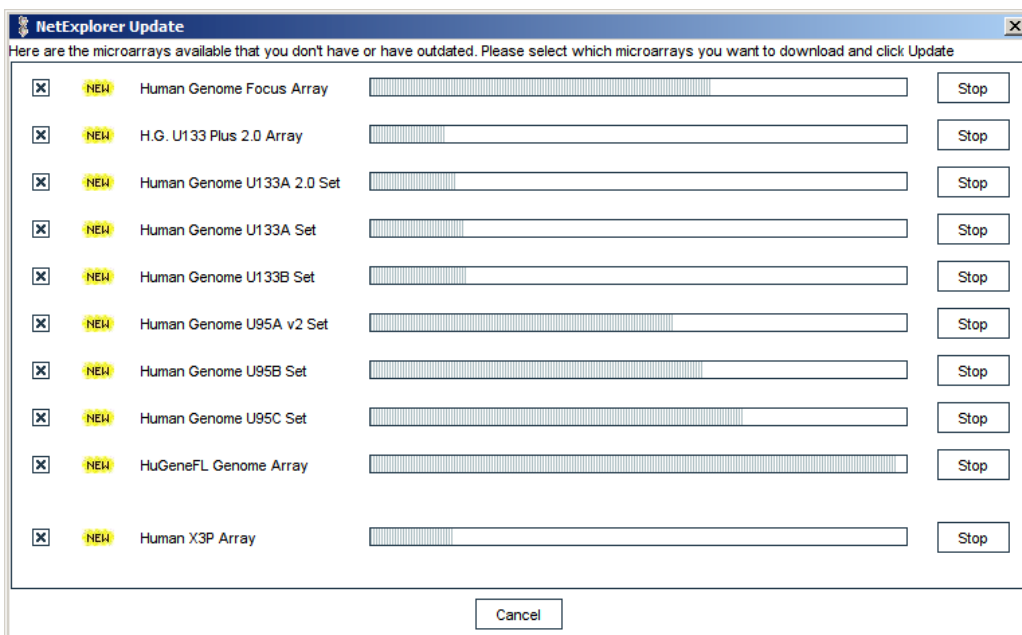 NetExplorer Update
Here are the microarrays available that you don't have or have outdated. Please select which microarrays you want to download and click Update
NEW Human Genome Focus Array Stop
NEW H.G. U133 Plus 2.0 Array Stop
NEW Human Genome U133A 2.0 Set Stop
NEW Human Genome U133A Set Stop
NEW Human Genome U133B Set Stop
NEW Human Genome U95A v2 Set Stop
NEW Human Genome U95B Set Stop
NEW Human Genome U95C Set Stop
NEW HuGeneFL Genome Array Stop
NEW Human X3P Array Stop
Cancel